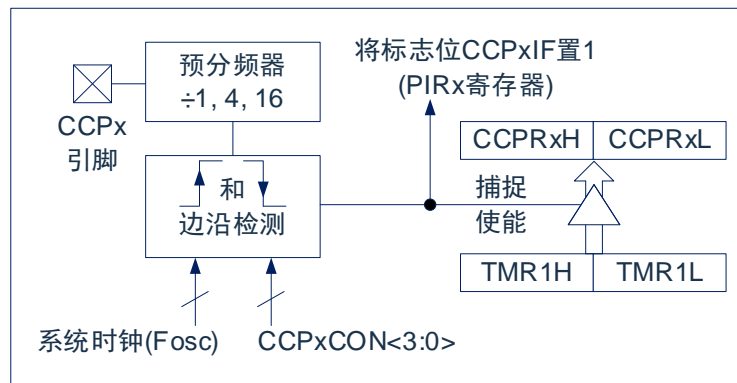 将标志位CCPxIF置1
(PIRx寄存器)
预分频器
÷1, 4, 16
CCPx
引脚
CCPRxH CCPRxL
和
边沿检测
捕捉
使能
TMR1H TMR1L
系统时钟(Fosc) CCPxCON<3:0>